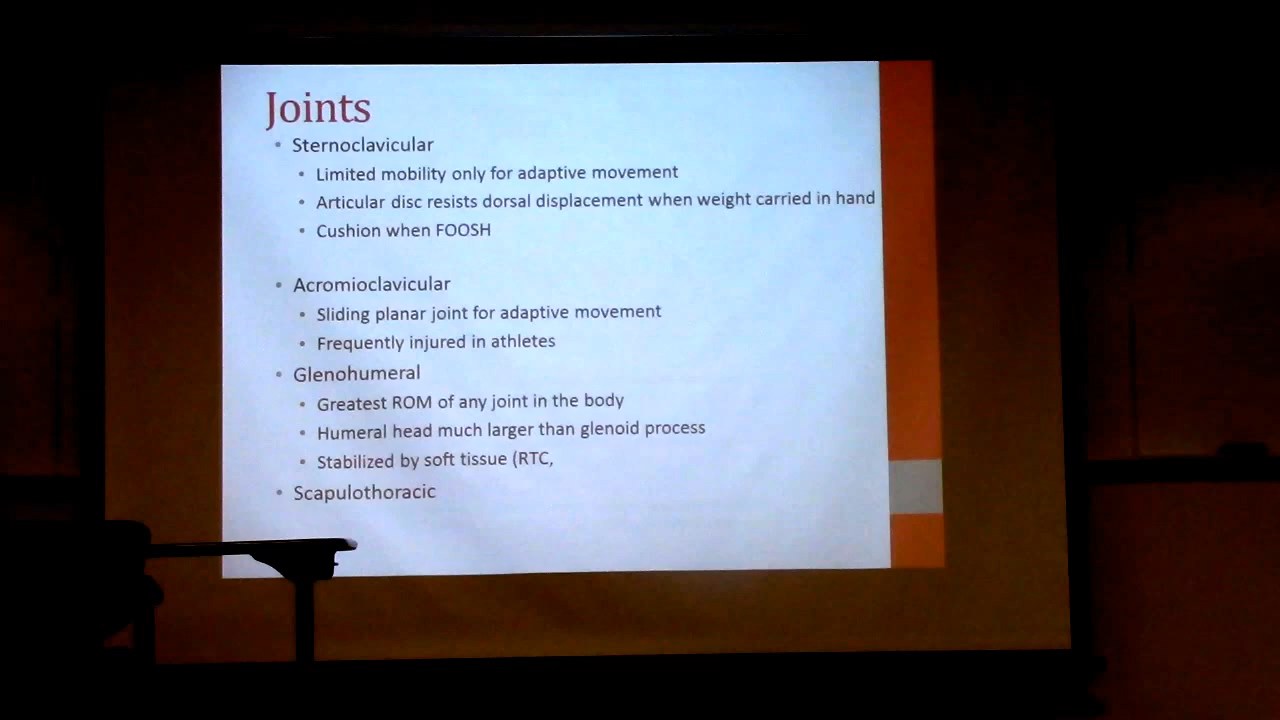 Joints
• Sternoclavicular
• Limited mobility only for adaptive movement
• Articular disc resists dorsal displacement when weight carried in hand
• Cushion when FOOSH
• Acromioclavicular
• Sliding planar joint for adaptive movement
• Frequently injured in athletes
• Glenohumeral
• Greatest ROM of any joint in the body
• Humeral head much larger than glenoid process
• Stabilized by soft tissue (RTC,
• Scapulothoracic